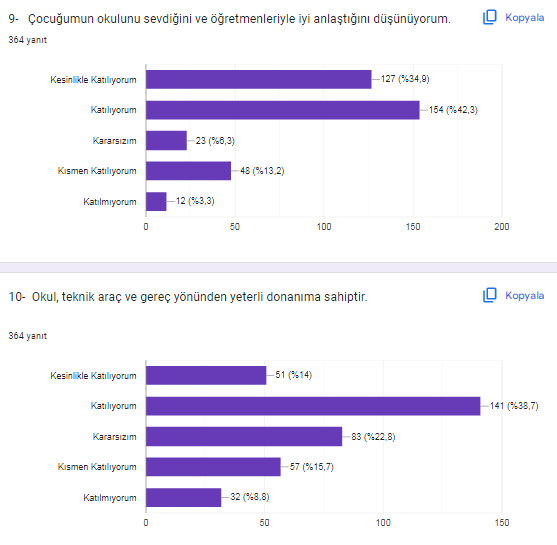 9- Çocuğumun okulunu sevdiğini ve öğretmenleriyle iyi anlaştığını düşünüyorum.
Kopyala
364 yanıt
Kesinlikle Katılıyorum 127 (%34,9)
Katılıyorum 154 (%42,3)
Kararsızım 23 (%6,3)
Kısmen Katılıyorum 48 (%13,2)
Katılmıyorum 12 (%3,3)
0 50 100 150 200
10- Okul, teknik araç ve gereç yönünden yeterli donanıma sahiptir.
Kopyala
364 yanıt
Kesinlikle Katılıyorum 51 (%14)
Katılıyorum 141 (%38,7)
Kararsızım 83 (%22,8)
Kısmen Katılıyorum 57 (%15,7)
Katılmıyorum 32 (%8,8)
0 50 100 150